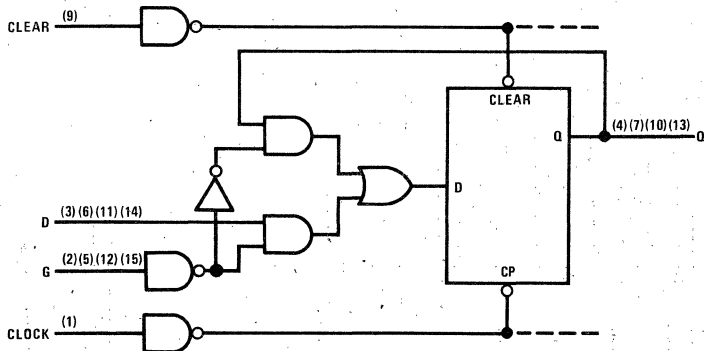 CLEAR (9)
CLEAR
Q (4)(7)(10)(13) Q
D
D (3)(6)(11)(14)
G (2)(5)(12)(15)
CP
CLOCK (1)